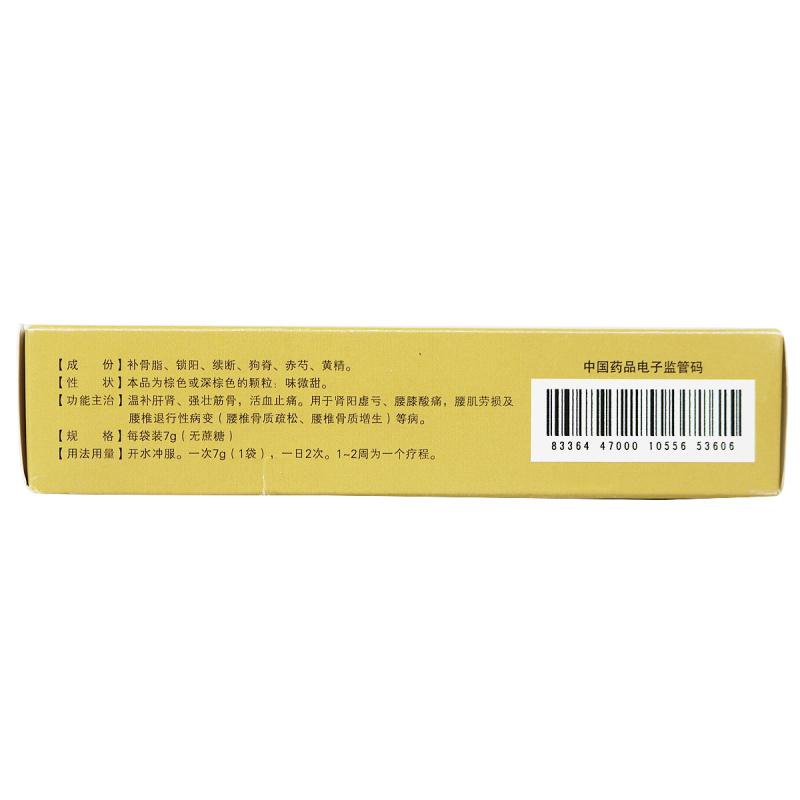 【成　　份】补骨脂、锁阳、续断、狗脊、赤芍、黄精。
【性　　状】本品为棕色或深棕色的颗粒；味微甜。
【功能主治】温补肝肾、强壮筋骨，活血止痛。用于肾阳虚亏、腰膝酸痛，腰肌劳损及
腰椎退行性病变（腰椎骨质疏松、腰椎骨质增生）等病。
【规　　格】每袋装7g（无蔗糖）
【用法用量】开水冲服。一次7g（1袋），一日2次。1~2周为一个疗程。
中国药品电子监管码
83364 47000 10556 53606